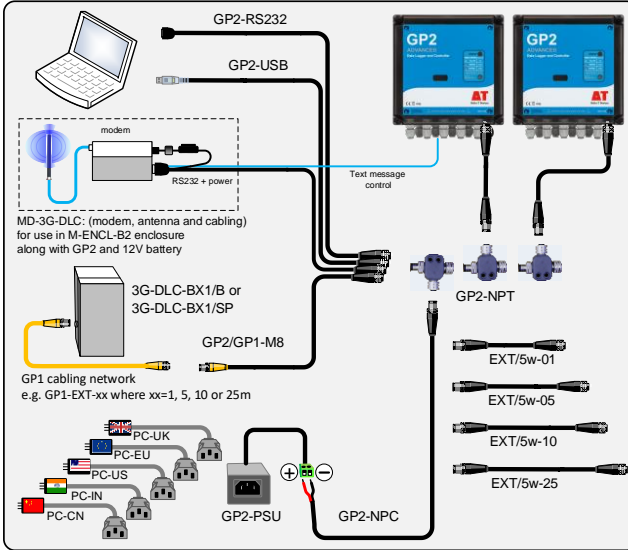 GP2-RS232
GP2-USB
GP2
ADVANCED
Data Logger and Controller
GP2
ADVANCED
Data Logger and Controller
modem
RS232 + power
Text message
control
MD-3G-DLC: (modem, antenna and cabling)
for use in M-ENCL-B2 enclosure
along with GP2 and 12V battery
3G-DLC-BX1/B or
3G-DLC-BX1/SP
GP2-NPT
GP2/GP1-M8
GP1 cabling network
e.g. GP1-EXT-xx where xx=1, 5, 10 or 25m
EXT/5w-01
EXT/5w-05
EXT/5w-10
EXT/5w-25
PC-UK
PC-EU
PC-US
PC-IN
PC-CN
GP2-PSU
+
−
GP2-NPC